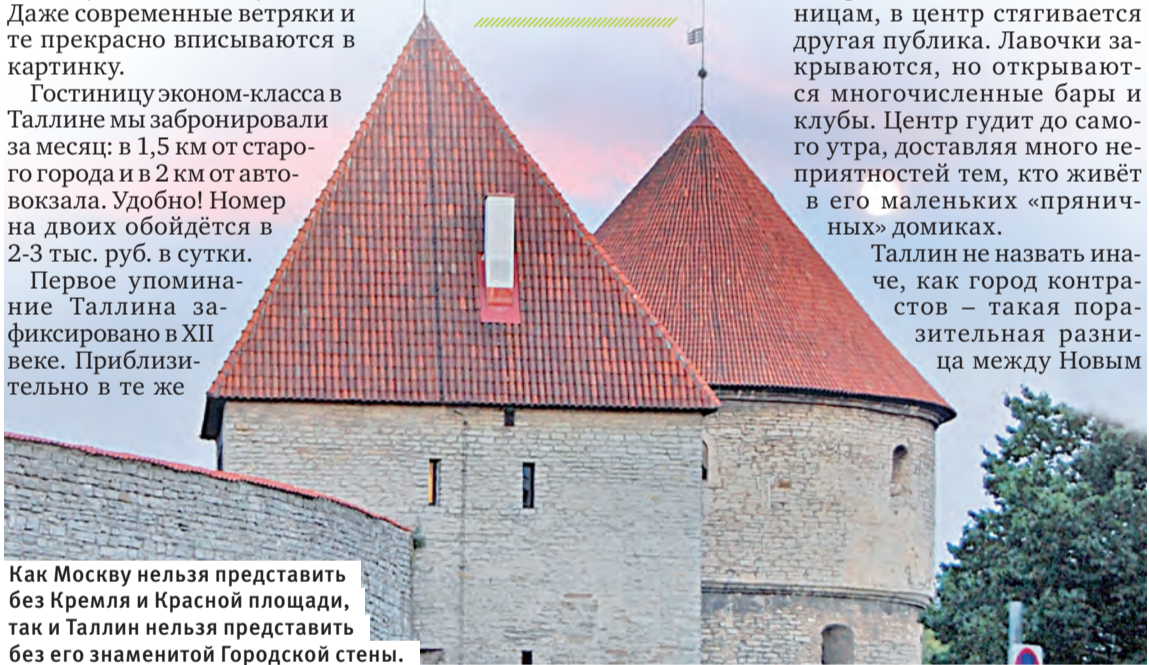 Даже современные ветряки и
те прекрасно вписываются в
картинку.
Гостиницу эконом-класса в
Таллине мы забронировали
за месяц: в 1,5 км от старо-
го города и в 2 км от авто-
вокзала. Удобно! Номер
на двоих обойдётся в
2-3 тыс. руб. в сутки.
Первое упомина-
ние Таллина за-
фиксировано в XII
веке. Приблизи-
тельно в те же
ницам, в центр стягивается
другая публика. Лавочки за-
крываются, но открывают-
ся многочисленные бары и
клубы. Центр гудит до само-
го утра, доставляя много не-
приятностей тем, кто живёт
в его маленьких «прянич-
ных» домиках.
Таллин не назвать ина-
че, как город контра-
стов – такая пора-
зительная разни-
ца между Новым
Как Москву нельзя представить
без Кремля и Красной площади,
так и Таллин нельзя представить
без его знаменитой Городской стены.